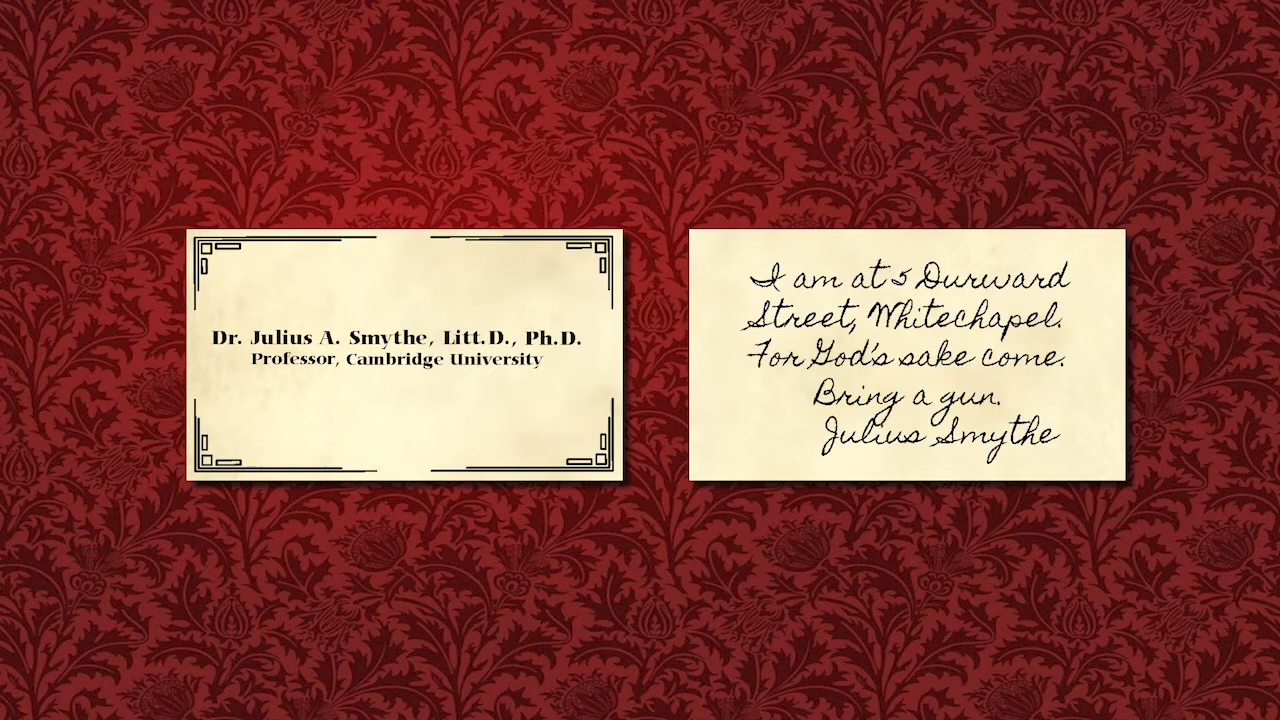 Dr. Julius A. Smythe, Litt.D., Ph.D.
Professor, Cambridge University
I am at 5 Durward
Street, Whitechapel.
For God's sake come.
Bring a gun.
Julius Smythe